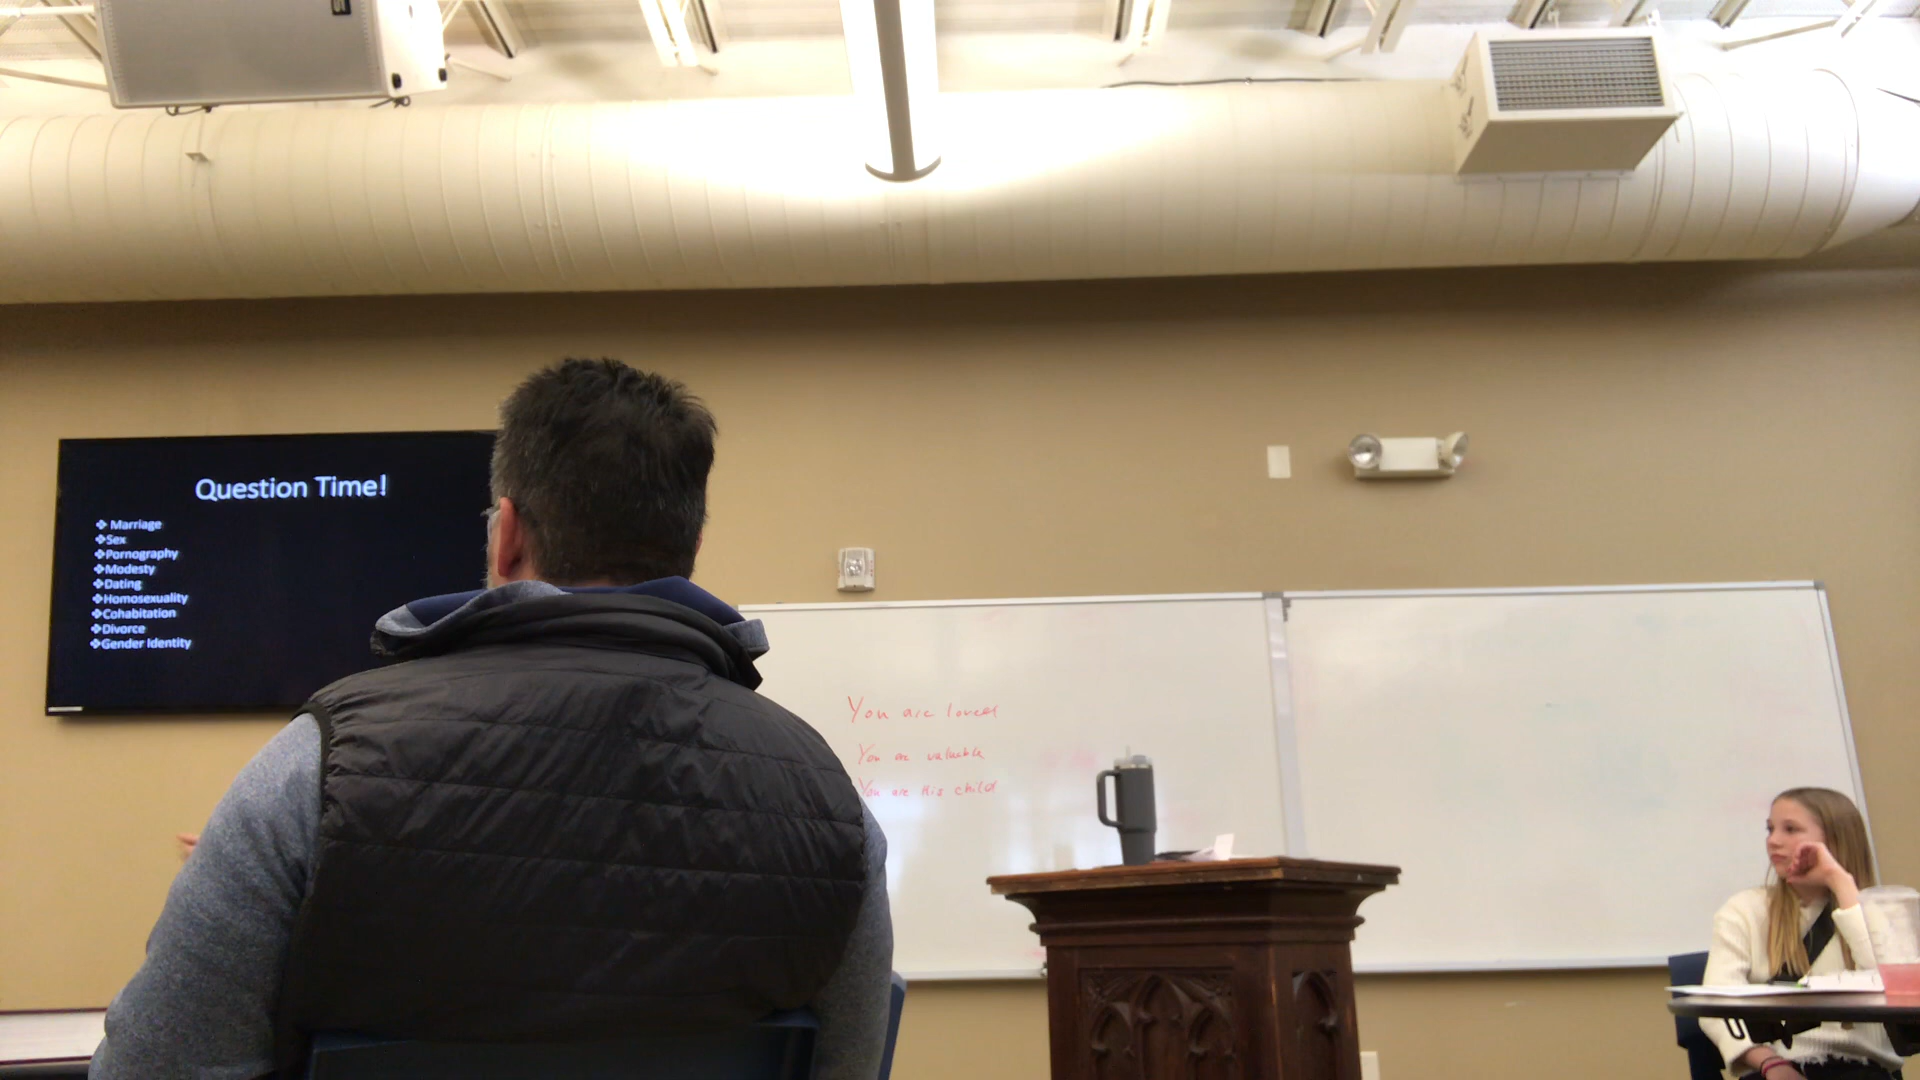 Question Time!
❖ Marriage
❖Sex
❖Pornography
❖Modesty
❖Dating
❖Homosexuality
❖Cohabitation
❖Divorce
❖Gender Identity
You are loved
You are valuable
You are His child